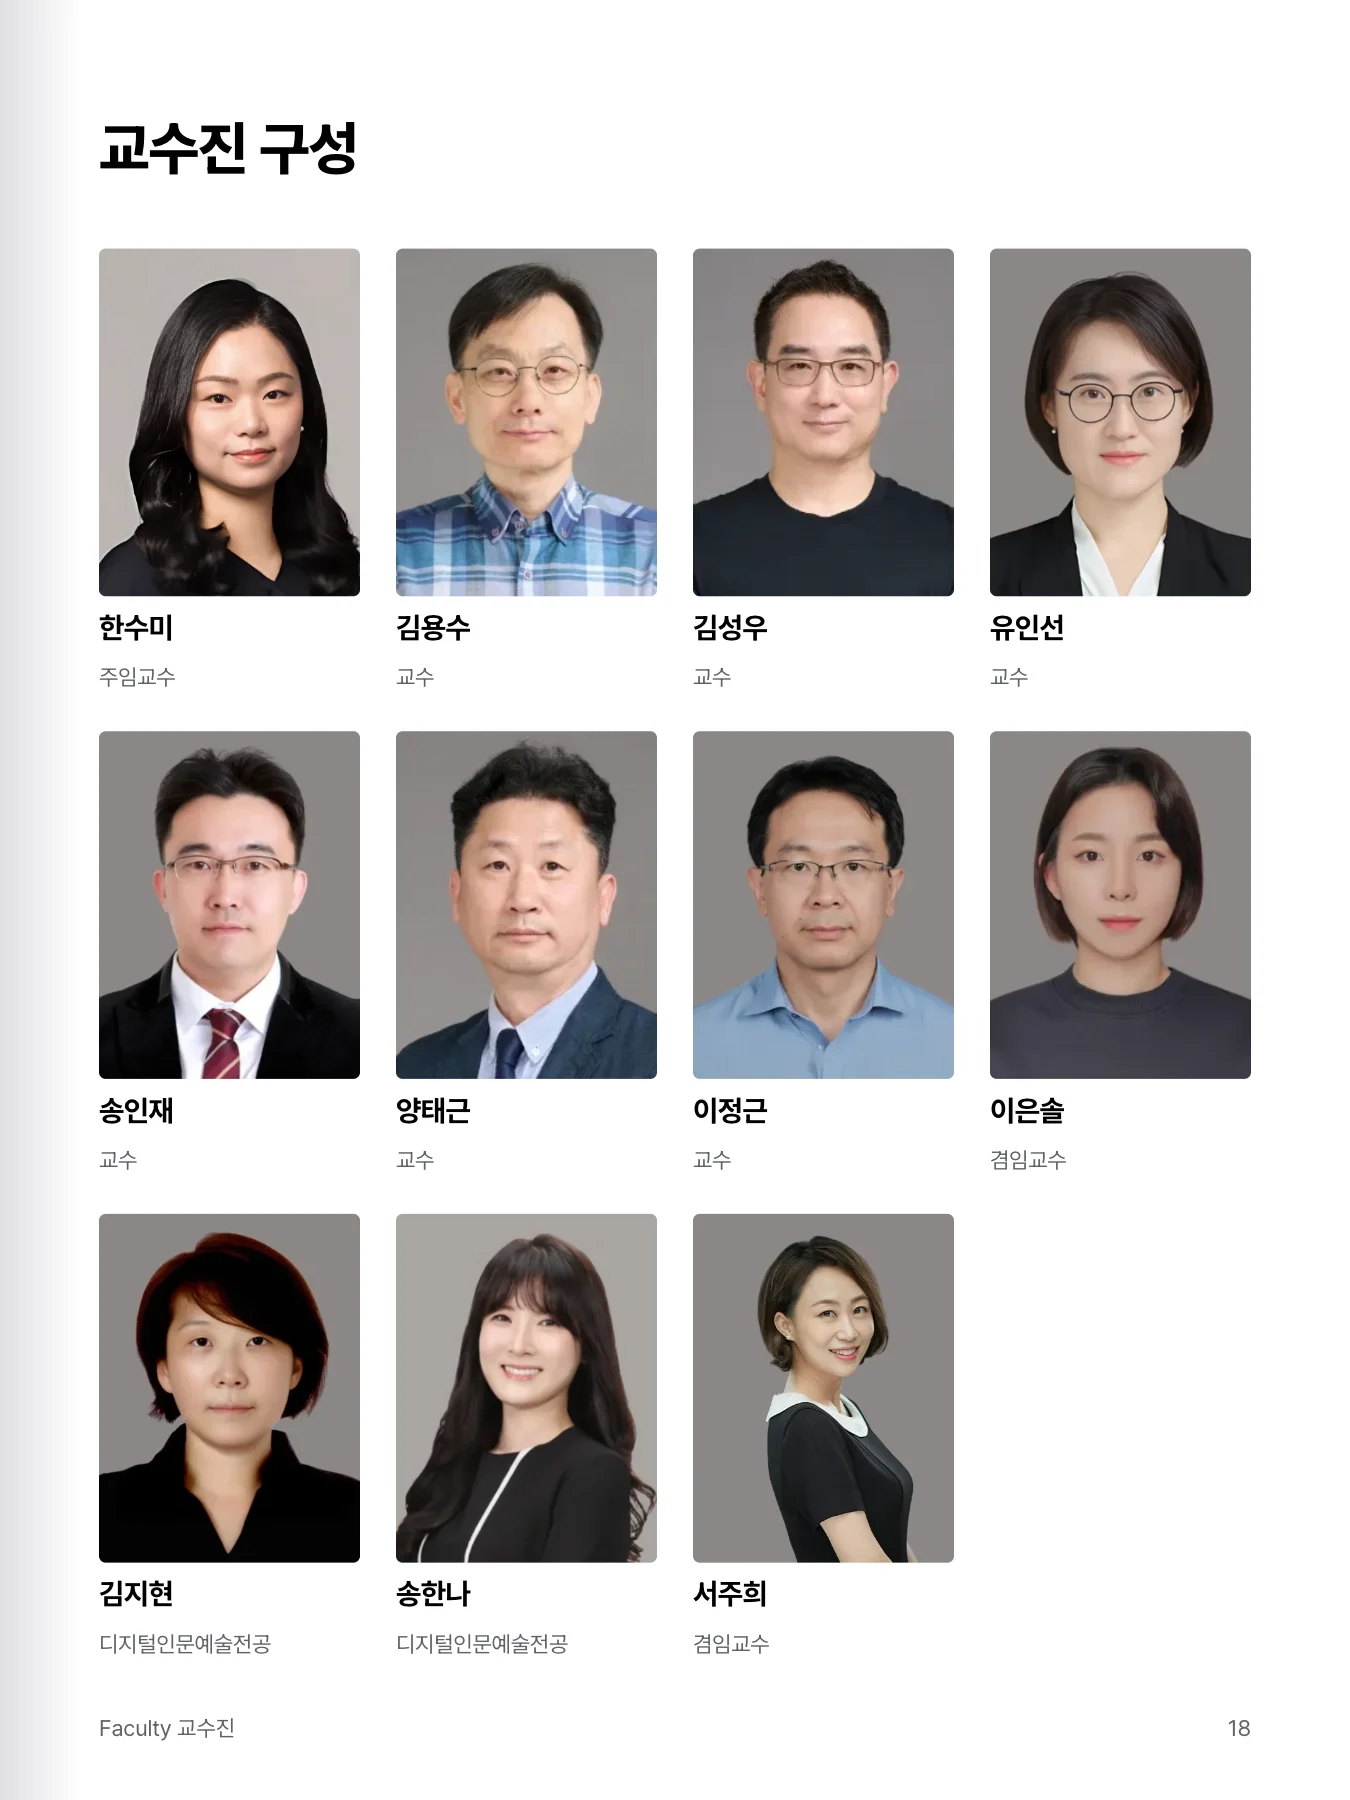 교수진 구성
한수미
주임교수
김용수
교수
김성우
교수
유인선
교수
송인재
교수
양태근
교수
이정근
교수
이은솔
겸임교수
김지현
디지털인문예술전공
송한나
디지털인문예술전공
서주희
겸임교수
Faculty 교수진
18